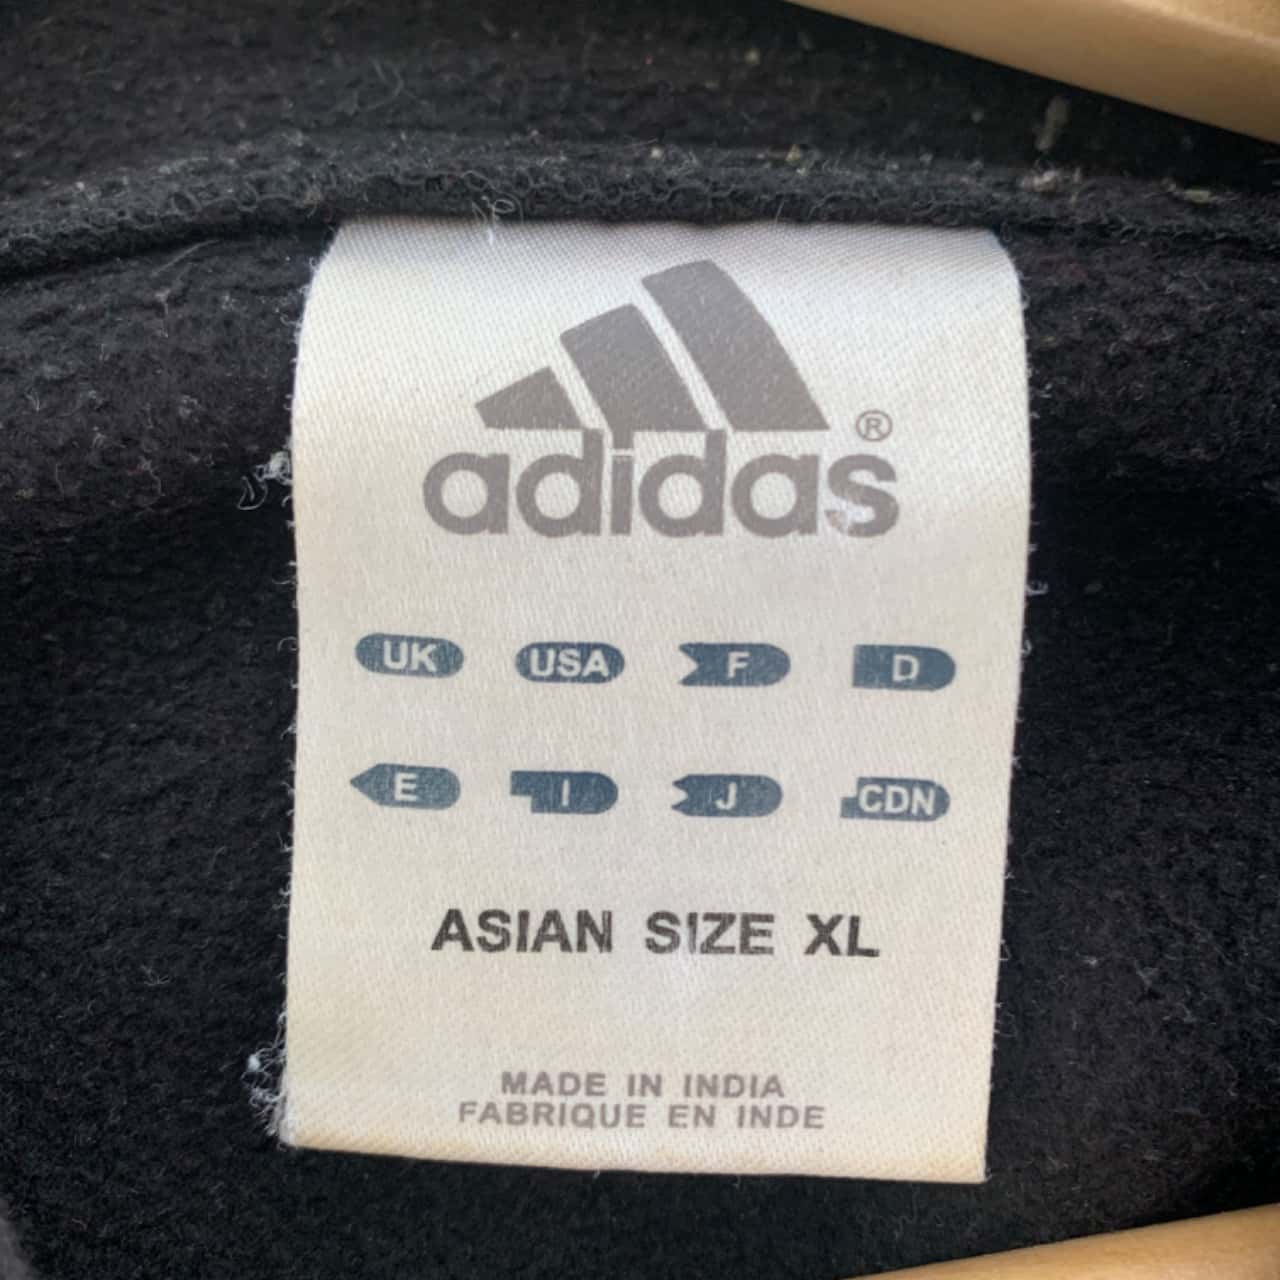 adidas®
UK USA F D
E I J CDN
ASIAN SIZE XL
MADE IN INDIA
FABRIQUE EN INDE